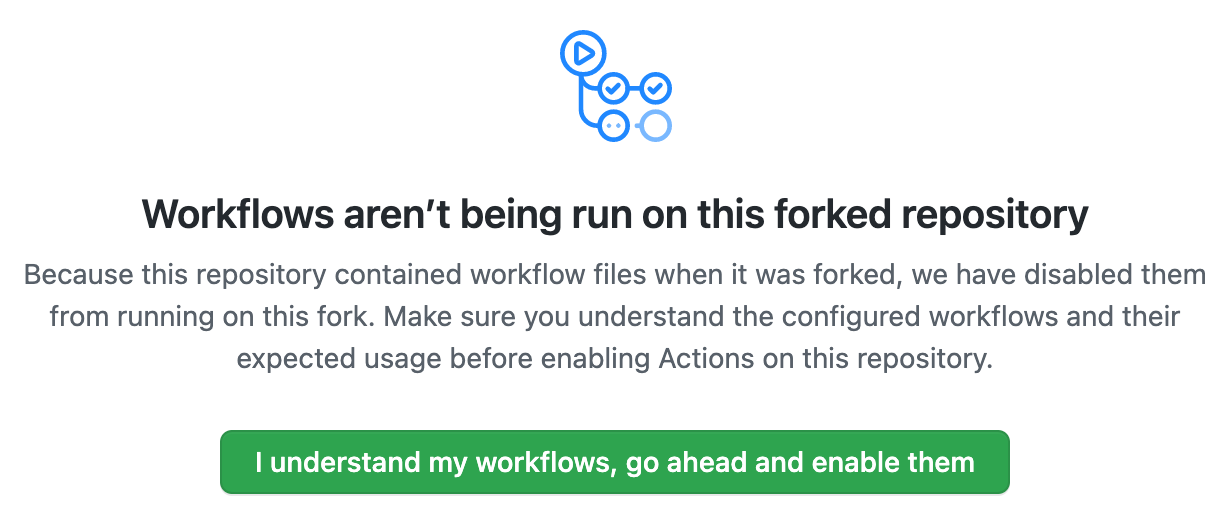 Workflows aren’t being run on this forked repository
Because this repository contained workflow files when it was forked, we have disabled them
from running on this fork. Make sure you understand the configured workflows and their
expected usage before enabling Actions on this repository.
I understand my workflows, go ahead and enable them